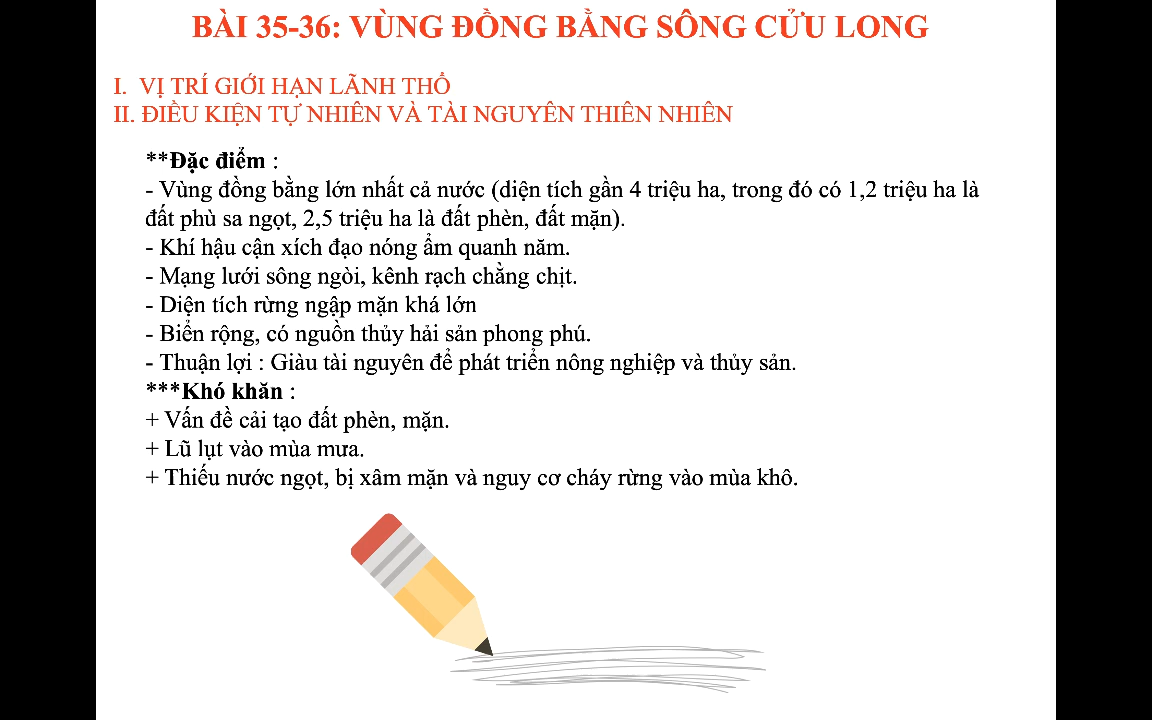 BÀI 35-36: VÙNG ĐỒNG BẰNG SÔNG CỬU LONG
I. VỊ TRÍ GIỚI HẠN LÃNH THỔ
II. ĐIỀU KIỆN TỰ NHIÊN VÀ TÀI NGUYÊN THIÊN NHIÊN
**Đặc điểm :
- Vùng đồng bằng lớn nhất cả nước (diện tích gần 4 triệu ha, trong đó có 1,2 triệu ha là
đất phù sa ngọt, 2,5 triệu ha là đất phèn, đất mặn).
- Khí hậu cận xích đạo nóng ẩm quanh năm.
- Mạng lưới sông ngòi, kênh rạch chằng chịt.
- Diện tích rừng ngập mặn khá lớn
- Biển rộng, có nguồn thủy hải sản phong phú.
- Thuận lợi : Giàu tài nguyên để phát triển nông nghiệp và thủy sản.
***Khó khăn :
+ Vấn đề cải tạo đất phèn, mặn.
+ Lũ lụt vào mùa mưa.
+ Thiếu nước ngọt, bị xâm mặn và nguy cơ cháy rừng vào mùa khô.